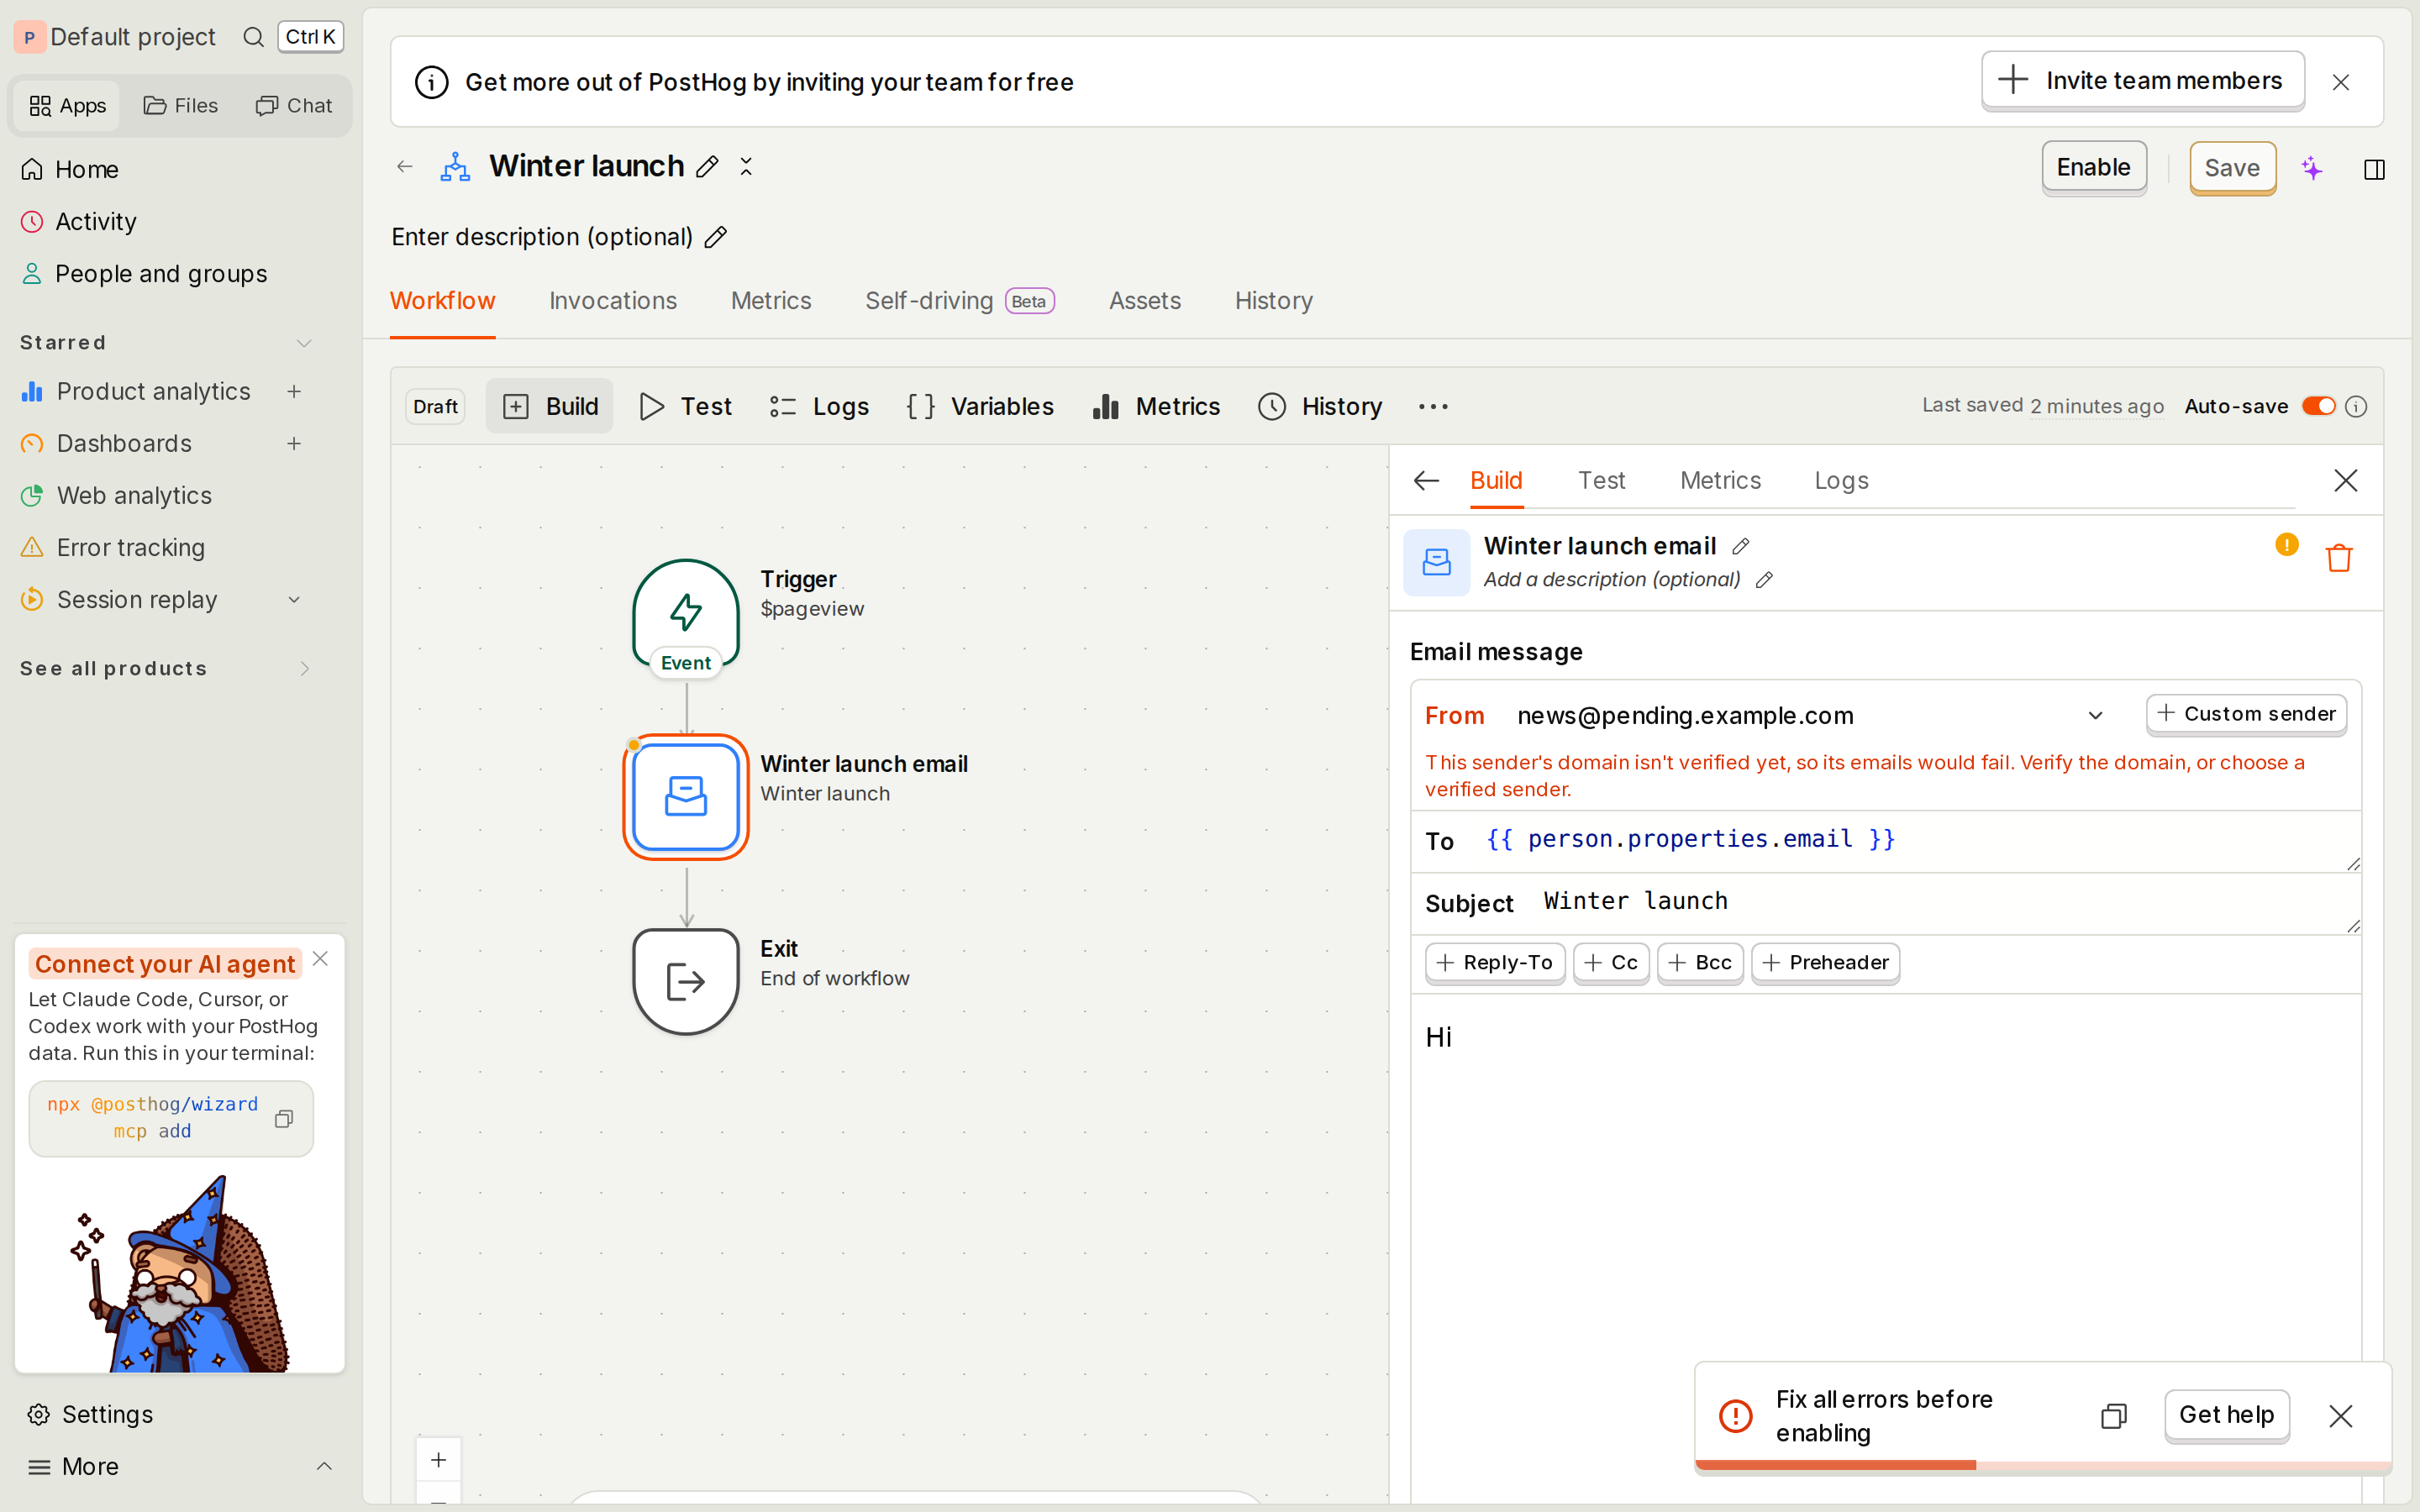 P Default project Ctrl K
Apps Files Chat
Home
Activity
People and groups
Starred
Product analytics
Dashboards
Web analytics
Error tracking
Session replay
See all products
Connect your AI agent
Let Claude Code, Cursor, or
Codex work with your PostHog
data. Run this in your terminal:
npx @posthog/wizard
mcp add
Settings
More
Get more out of PostHog by inviting your team for free
Invite team members
Winter launch
Enable
Save
Enter description (optional)
Workflow Invocations Metrics Self-driving Beta Assets History
Draft Build Test Logs Variables Metrics History
Last saved 2 minutes ago Auto-save
Trigger
$pageview
Event
Winter launch email
Winter launch
Exit
End of workflow
Build Test Metrics Logs
Winter launch email
Add a description (optional)
Email message
From news@pending.example.com Custom sender
This sender's domain isn't verified yet, so its emails would fail. Verify the domain, or choose a
verified sender.
To {{ person.properties.email }}
Subject Winter launch
Reply-To Cc Bcc Preheader
Hi
Fix all errors before
enabling
Get help